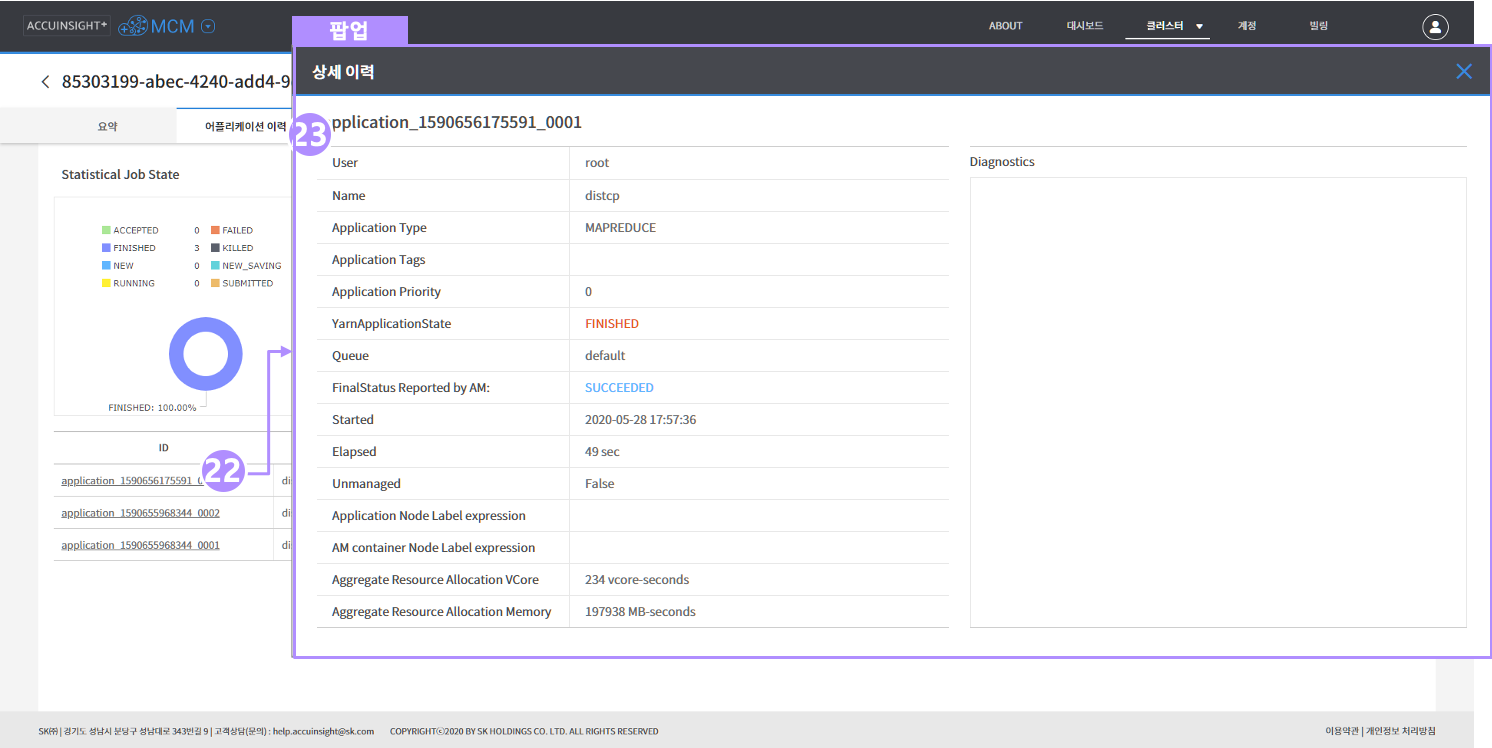 ACCUINSIGHT+ MCM ABOUT 대시보드 클러스터 계정 빌링
팝업
85303199-abec-4240-add4-9
요약 어플리케이션 이력
Statistical Job State
ACCEPTED 0 FAILED
FINISHED 3 KILLED
NEW 0 NEW_SAVING
RUNNING 0 SUBMITTED
FINISHED: 100.00%
ID
22
application_1590656175591_0
application_1590655968344_0002
application_1590655968344_0001
상세 이력
23
pplication_1590656175591_0001
User root
Name distcp
Application Type MAPREDUCE
Application Tags
Application Priority 0
YarnApplicationState FINISHED
Queue default
FinalStatus Reported by AM: SUCCEEDED
Started 2020-05-28 17:57:36
Elapsed 49 sec
Unmanaged False
Application Node Label expression
AM container Node Label expression
Aggregate Resource Allocation VCore 234 vcore-seconds
Aggregate Resource Allocation Memory 197938 MB-seconds
Diagnostics
SK㈜ | 경기도 성남시 분당구 성남대로 343번길 9 | 고객상담(문의) : help.accuinsight@sk.com COPYRIGHTⓒ2020 BY SK HOLDINGS CO. LTD. ALL RIGHTS RESERVED 이용약관 | 개인정보 처리방침